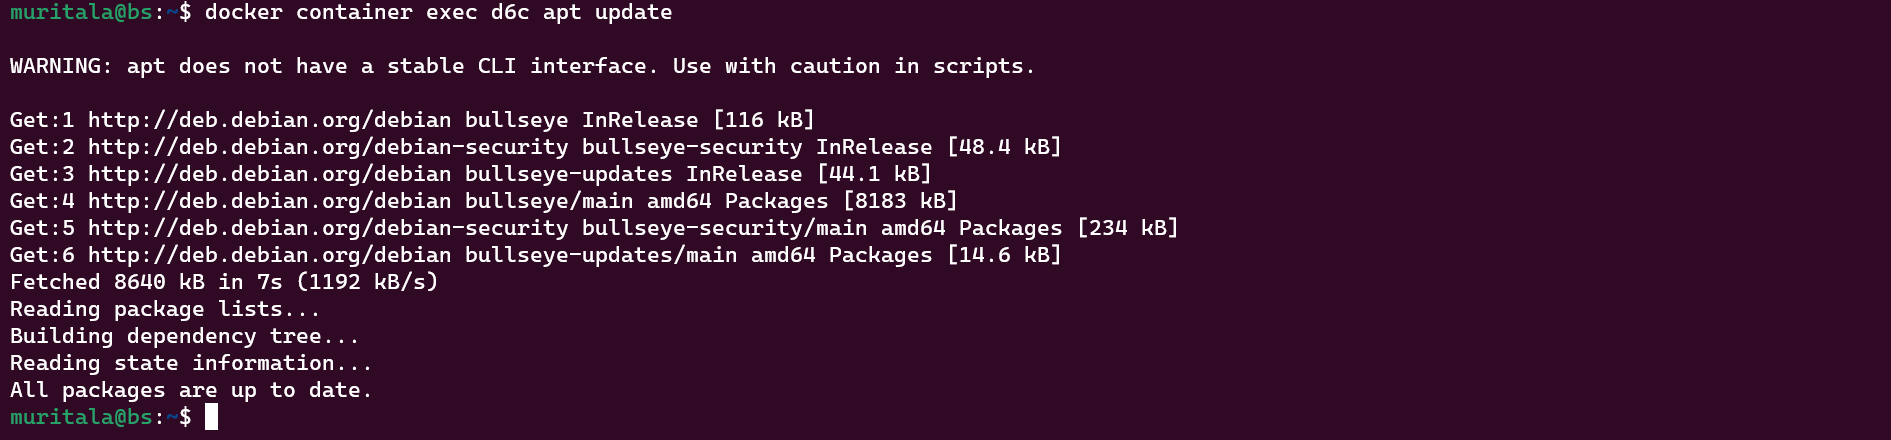 muritala@bs:~$ docker container exec d6c apt update
WARNING: apt does not have a stable CLI interface. Use with caution in scripts.
Get:1 http://deb.debian.org/debian bullseye InRelease [116 kB]
Get:2 http://deb.debian.org/debian-security bullseye-security InRelease [48.4 kB]
Get:3 http://deb.debian.org/debian bullseye-updates InRelease [44.1 kB]
Get:4 http://deb.debian.org/debian bullseye/main amd64 Packages [8183 kB]
Get:5 http://deb.debian.org/debian-security bullseye-security/main amd64 Packages [234 kB]
Get:6 http://deb.debian.org/debian bullseye-updates/main amd64 Packages [14.6 kB]
Fetched 8640 kB in 7s (1192 kB/s)
Reading package lists...
Building dependency tree...
Reading state information...
All packages are up to date.
muritala@bs:~$